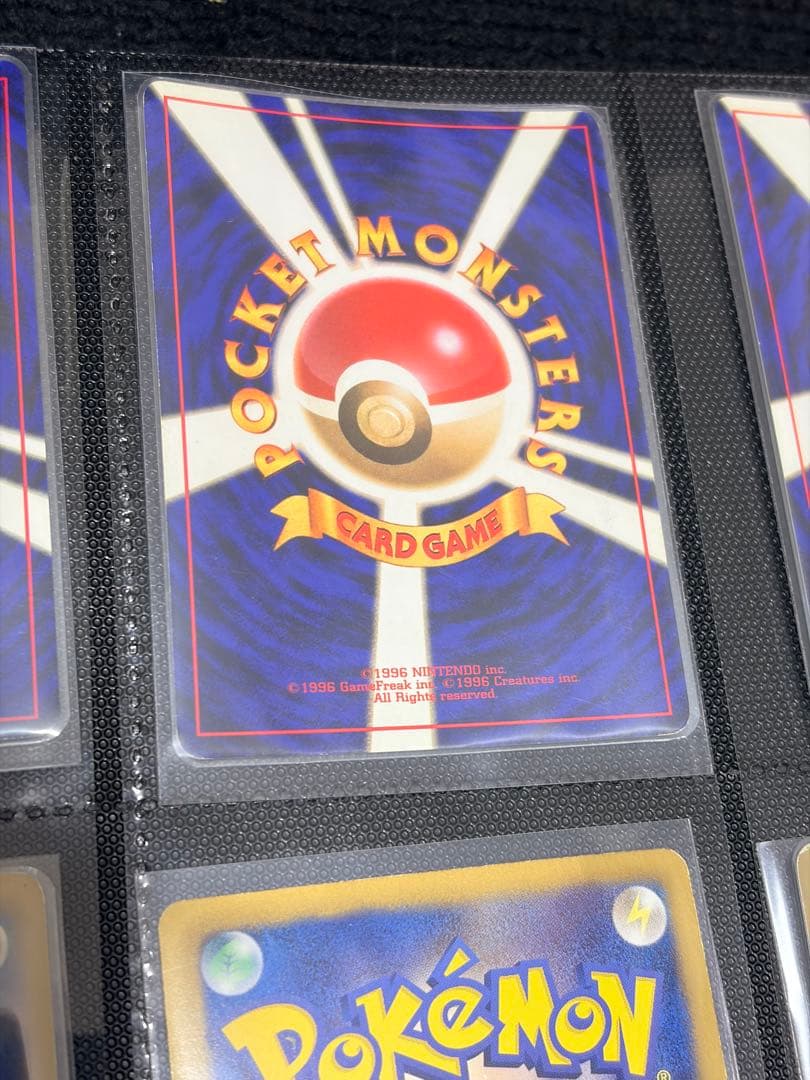 POCKET MONSTERS
CARD GAME
©1996 NINTENDO inc.
©1996 GameFreak inc. ©1996 Creatures inc.
All Rights reserved.
POKéMON
®